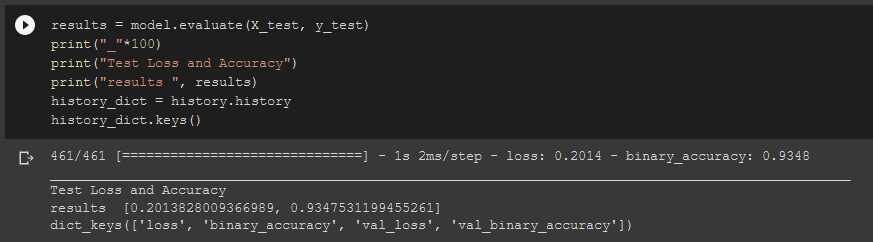 results = model.evaluate(X_test, y_test)
print("_"*100)
print("Test Loss and Accuracy")
print("results ", results)
history_dict = history.history
history_dict.keys()
461/461 [==============================] - 1s 2ms/step - loss: 0.2014 - binary_accuracy: 0.9348
____________________________________________________________________________________________________
Test Loss and Accuracy
results  [0.2013828009366989, 0.9347531199455261]
dict_keys(['loss', 'binary_accuracy', 'val_loss', 'val_binary_accuracy'])